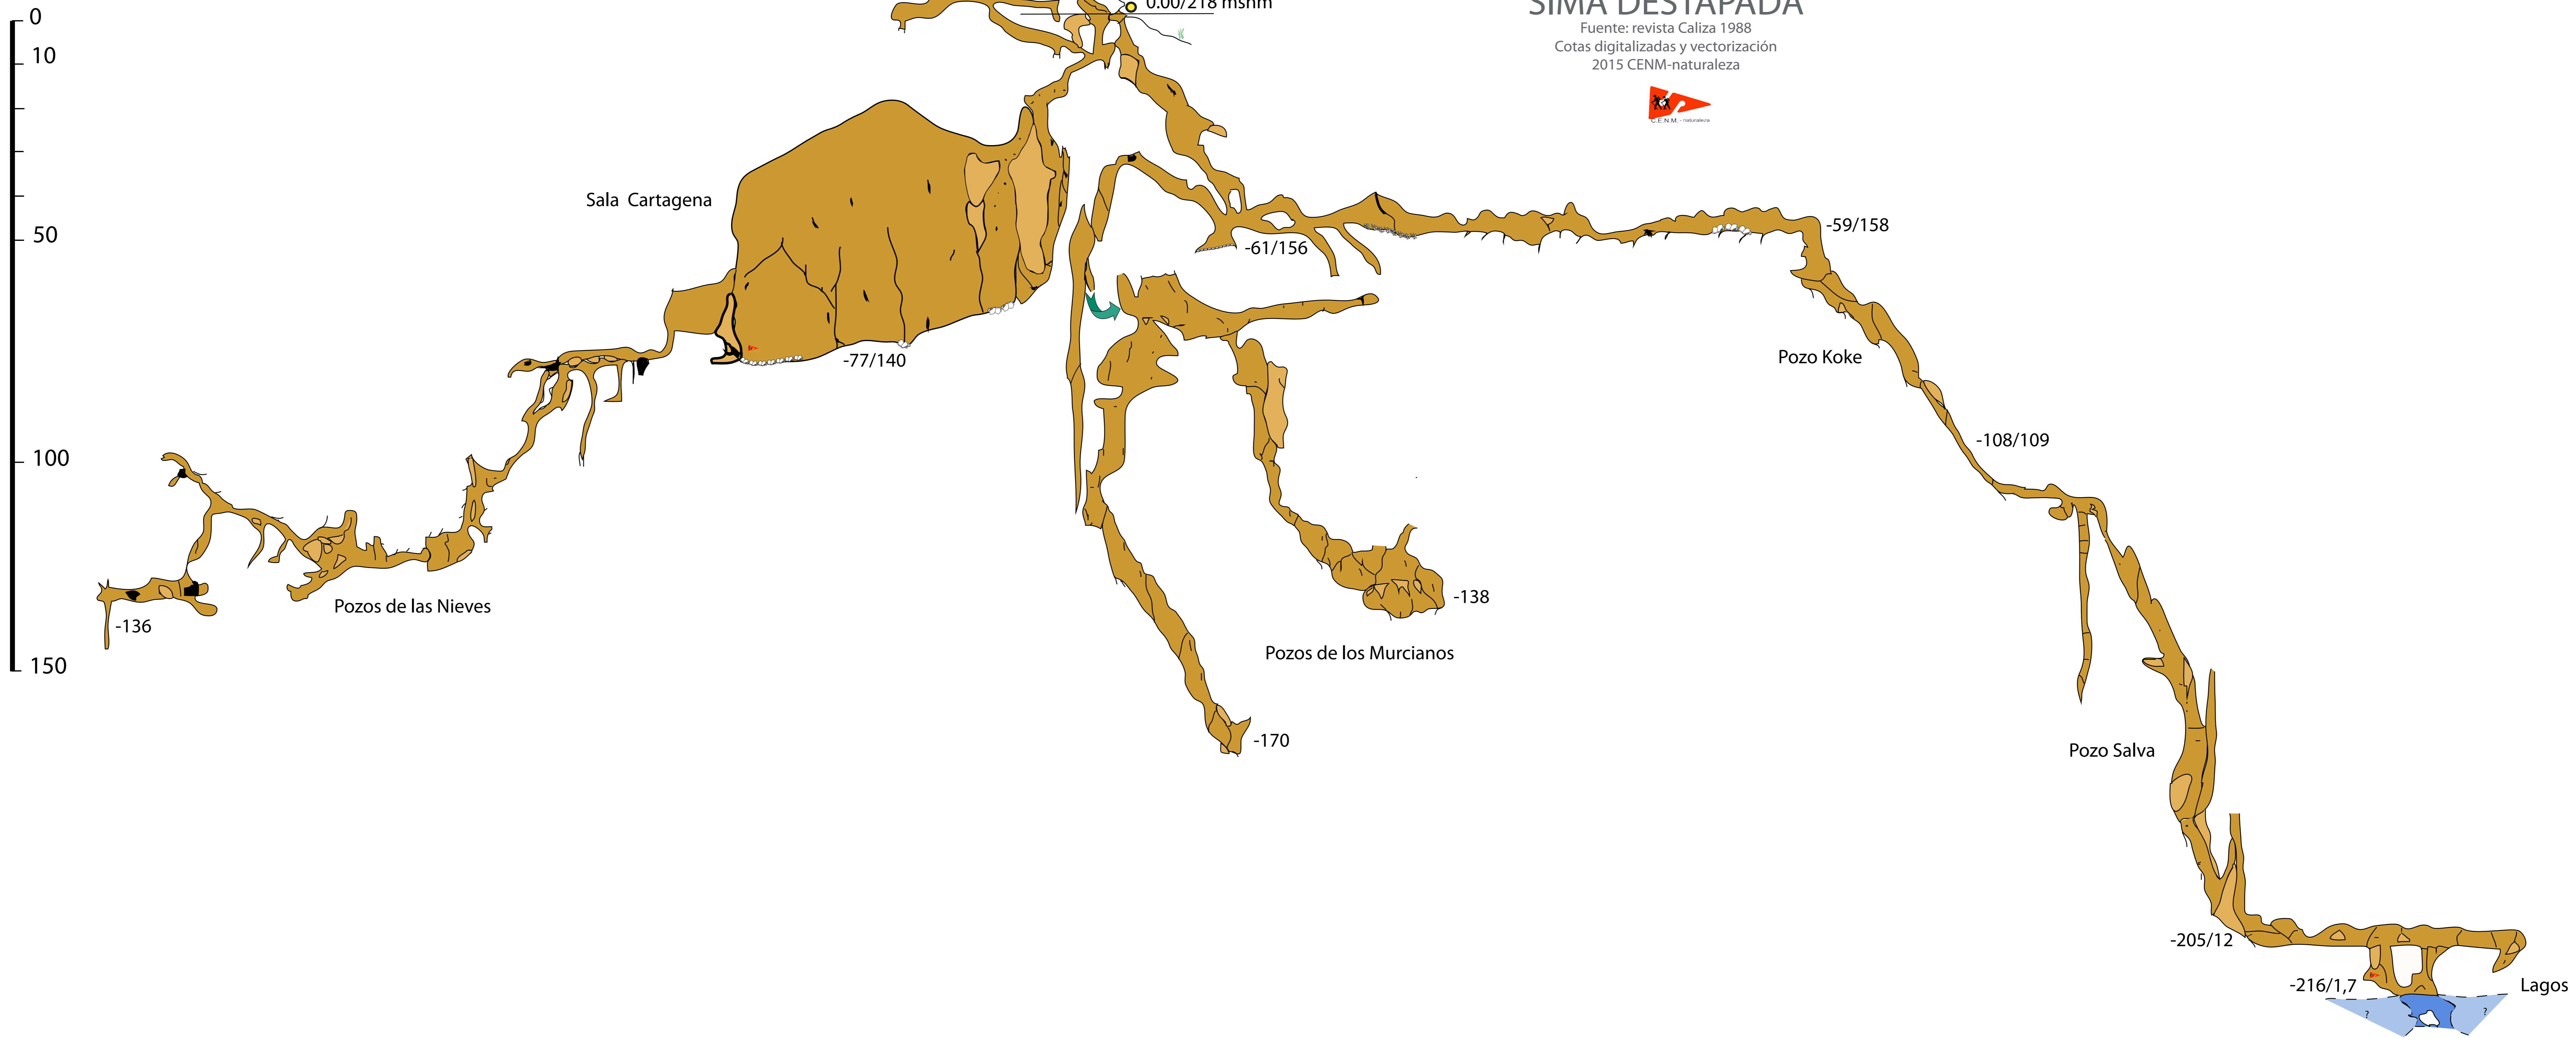 0.00/218 msnm
SIMA DESTAPADA
Fuente: revista Caliza 1988
Cotas digitalizadas y vectorización
2015 CENM-naturaleza
C.E.N.M. - naturaleza
0
10
50
100
150
Sala Cartagena
-77/140
-61/156
-59/158
Pozo Koke
-108/109
Pozos de las Nieves
-136
-138
Pozos de los Murcianos
-170
Pozo Salva
-205/12
-216/1,7
Lagos
?
?